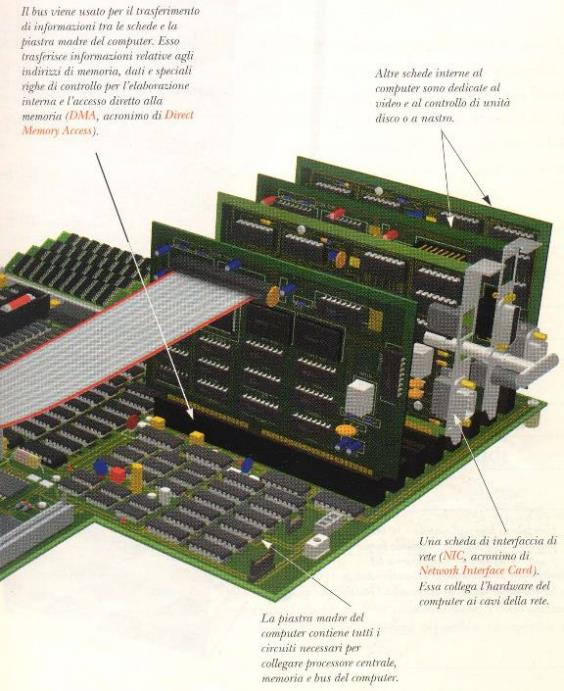 Il bus viene usato per il trasferimento
di informazioni tra le schede e la
piastra madre del computer. Esso
trasferisce informazioni relative agli
indirizzi di memoria, dati e speciali
righe di controllo per l'elaborazione
interna e l'accesso diretto alla
memoria (DMA, acronimo di Direct
Memory Access).
Altre schede interne al
computer sono dedicate al
video e al controllo di unità
disco o a nastro.
Una scheda di interfaccia di
rete (NIC, acronimo di
Network Interface Card).
Essa collega l'hardware del
computer ai cavi della rete.
La piastra madre del
computer contiene tutti i
circuiti necessari per
collegare processore centrale,
memoria e bus del computer.